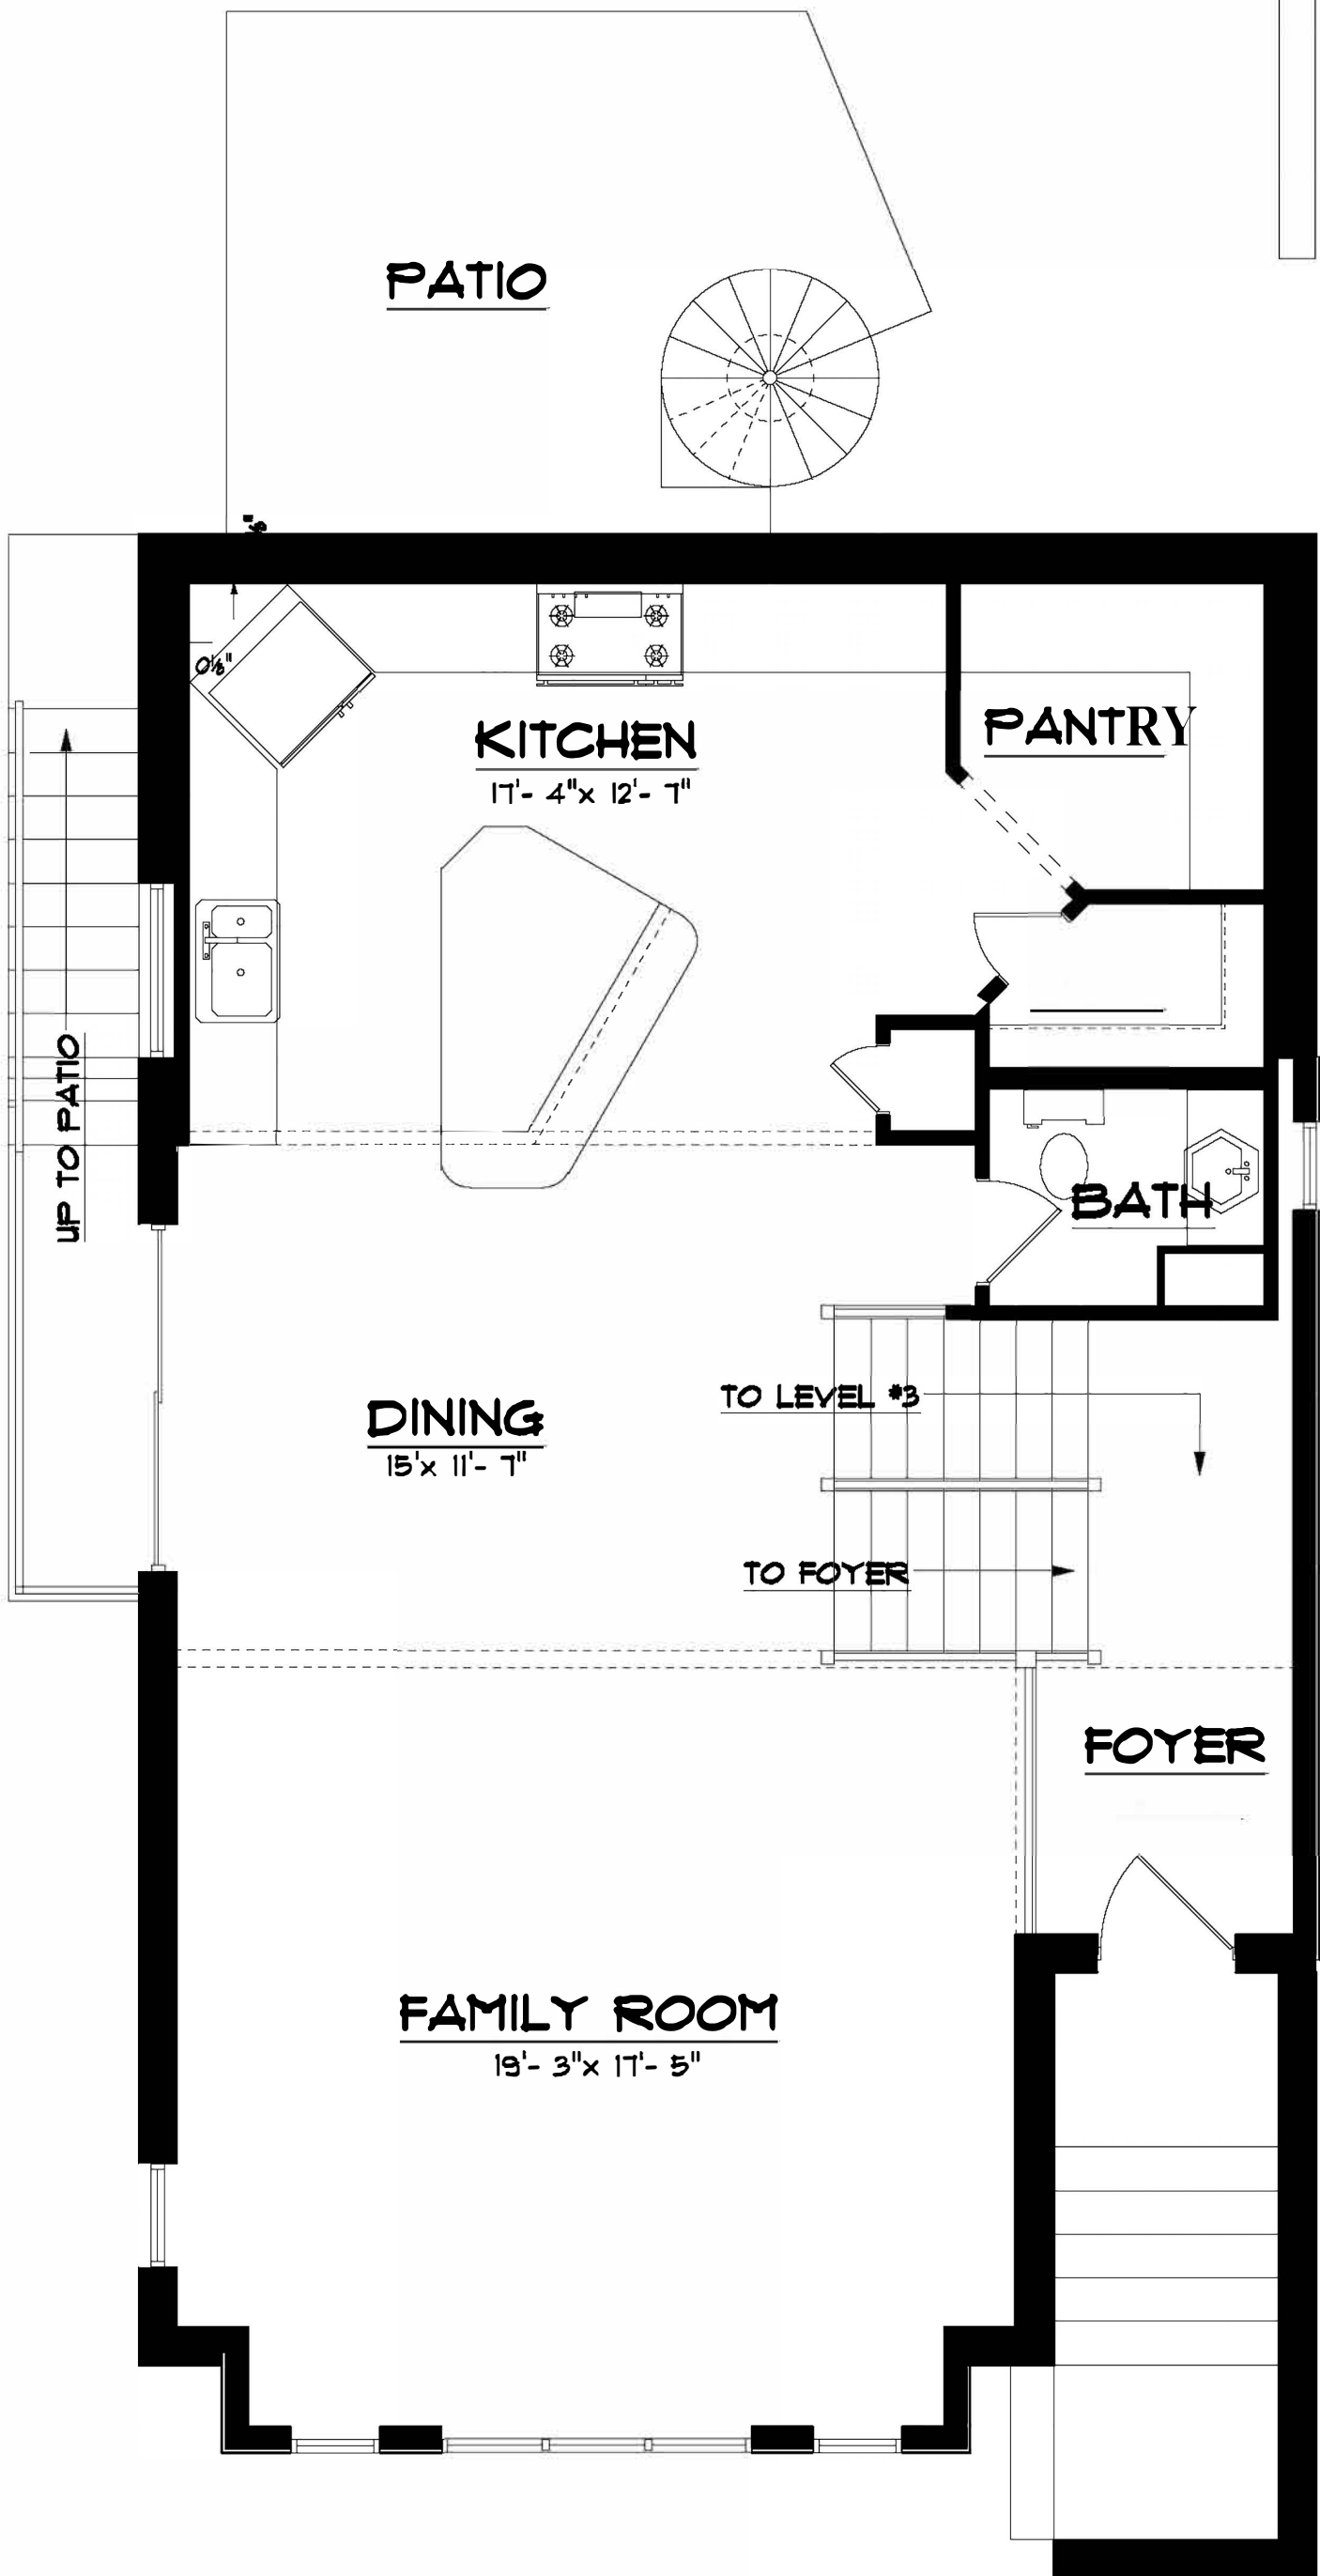 PATIO
KITCHEN
17'- 4"x 12'- 7"
PANTRY
0⅛"
UP TO PATIO
BATH
TO LEVEL #3
DINING
15'x 11'- 7"
TO FOYER
FOYER
FAMILY ROOM
19'- 3"x 17'- 5"